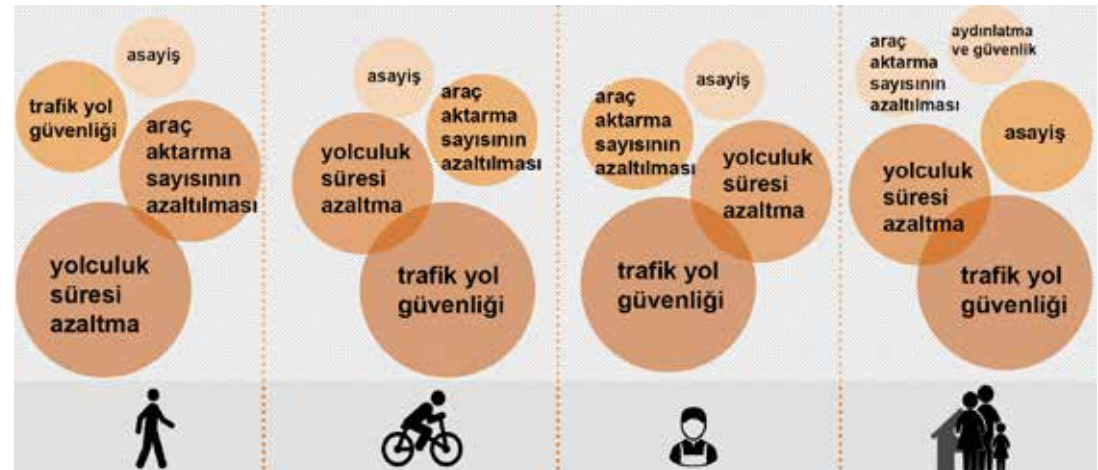 asayiş
trafik yol
güvenliği
araç
aktarma
sayısının
azaltılması
yolculuk
süresi
azaltma
asayiş
araç
aktarma
sayısının
azaltılması
yolculuk
süresi
azaltma
trafik yol
güvenliği
asayiş
araç
aktarma
sayısının
azaltılması
yolculuk
süresi
azaltma
trafik yol
güvenliği
aydınlatma
ve güvenlik
araç
aktarma
sayısının
azaltılması
asayiş
yolculuk
süresi
azaltma
trafik yol
güvenliği